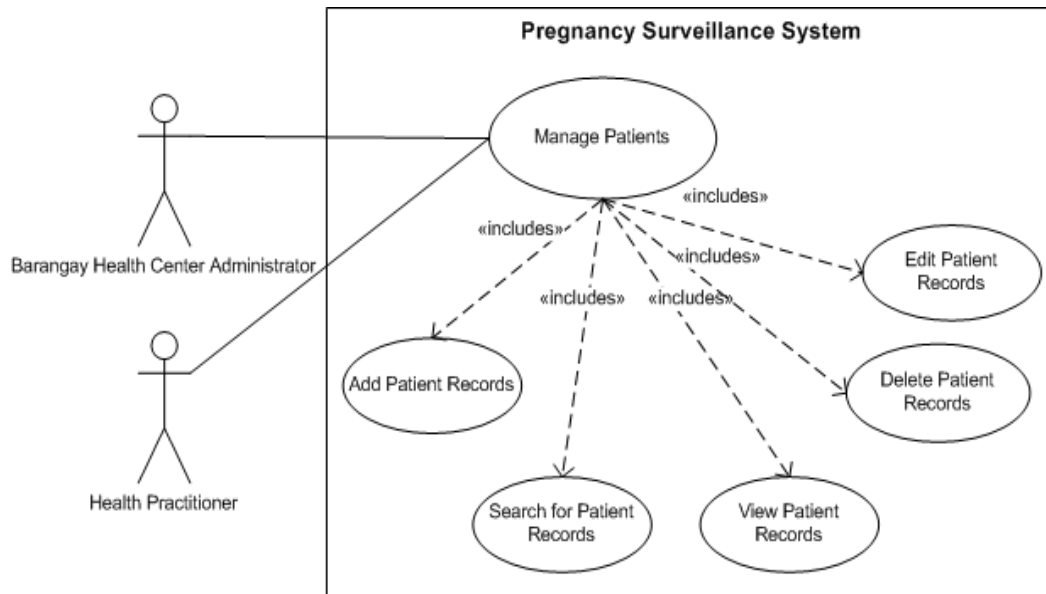 Pregnancy Surveillance System
Manage Patients
«includes»
«includes»
«includes»
«includes»
«includes»
Barangay Health Center Administrator
Edit Patient
Records
Add Patient Records
Delete Patient
Records
Health Practitioner
Search for Patient
Records
View Patient
Records